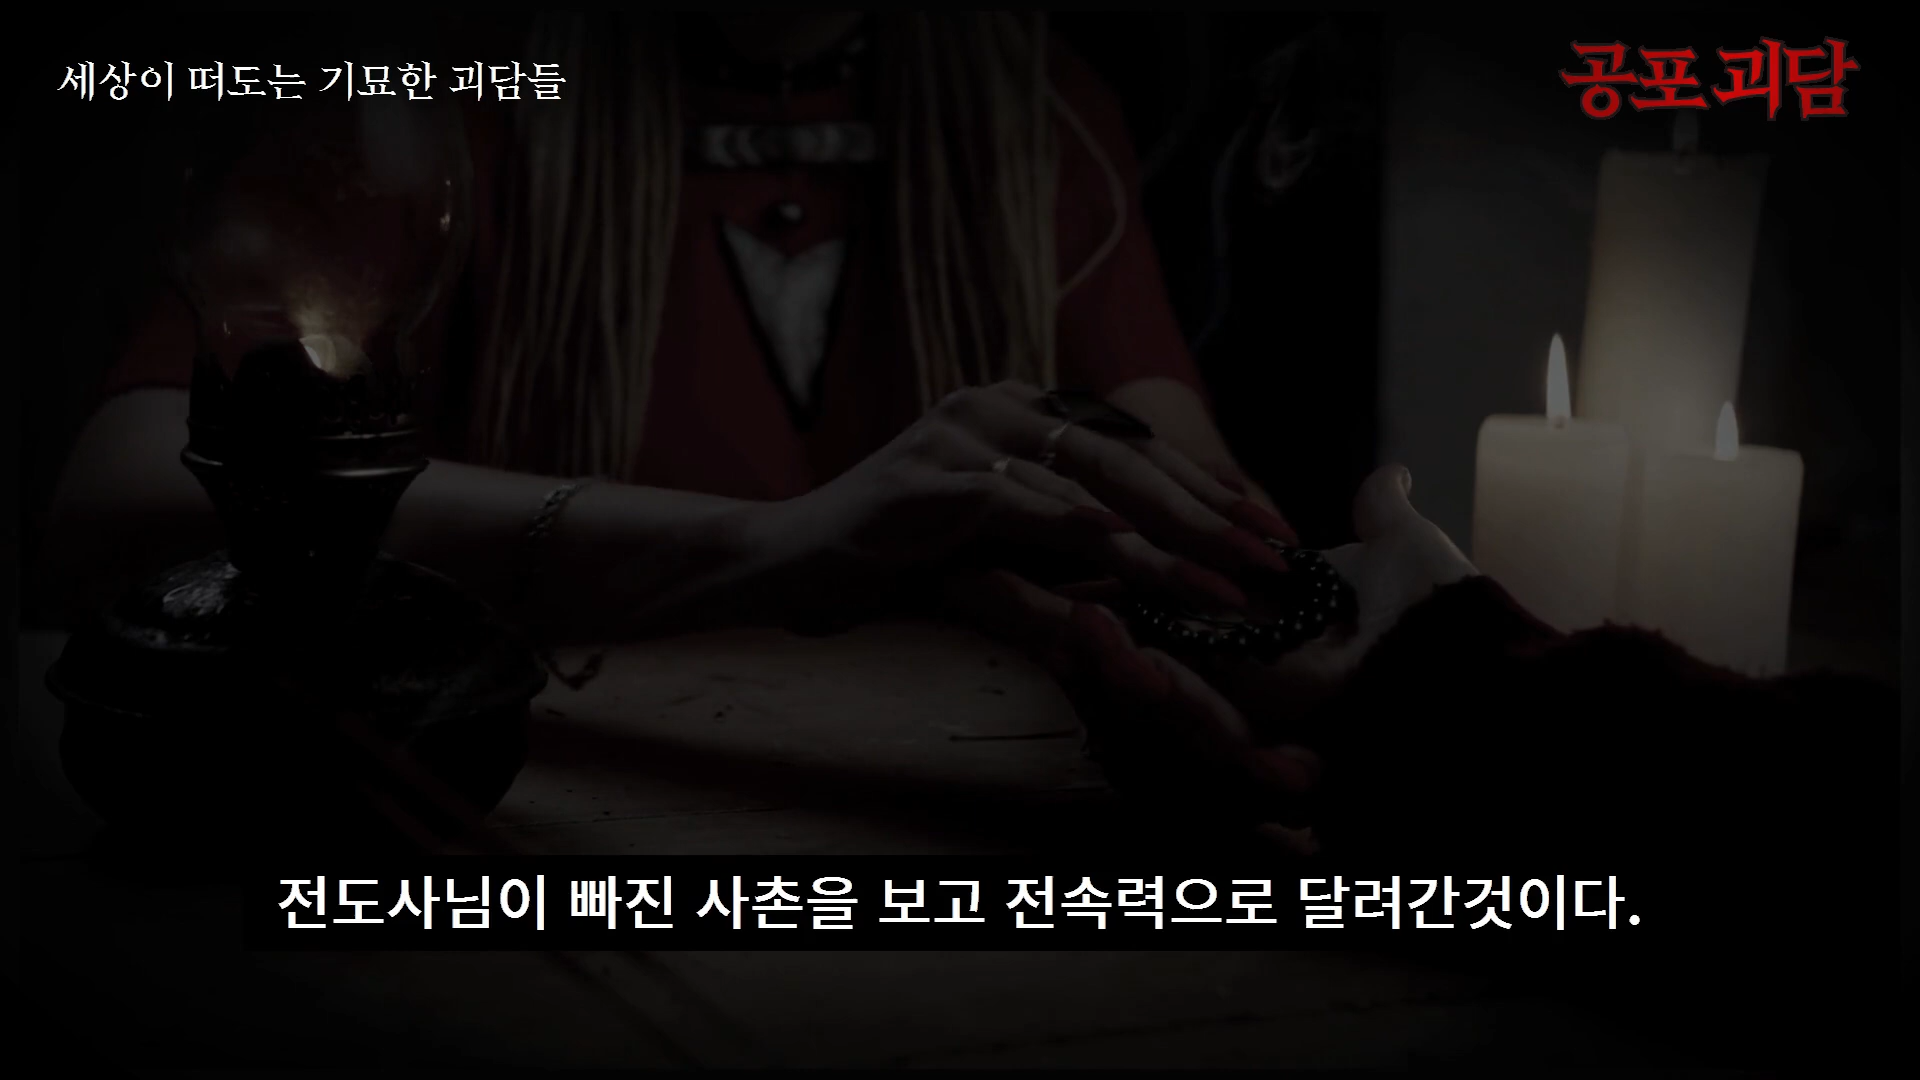 세상이 떠도는 기묘한 괴담들
공포괴담
전도사님이 빠진 사촌을 보고 전속력으로 달려간것이다.